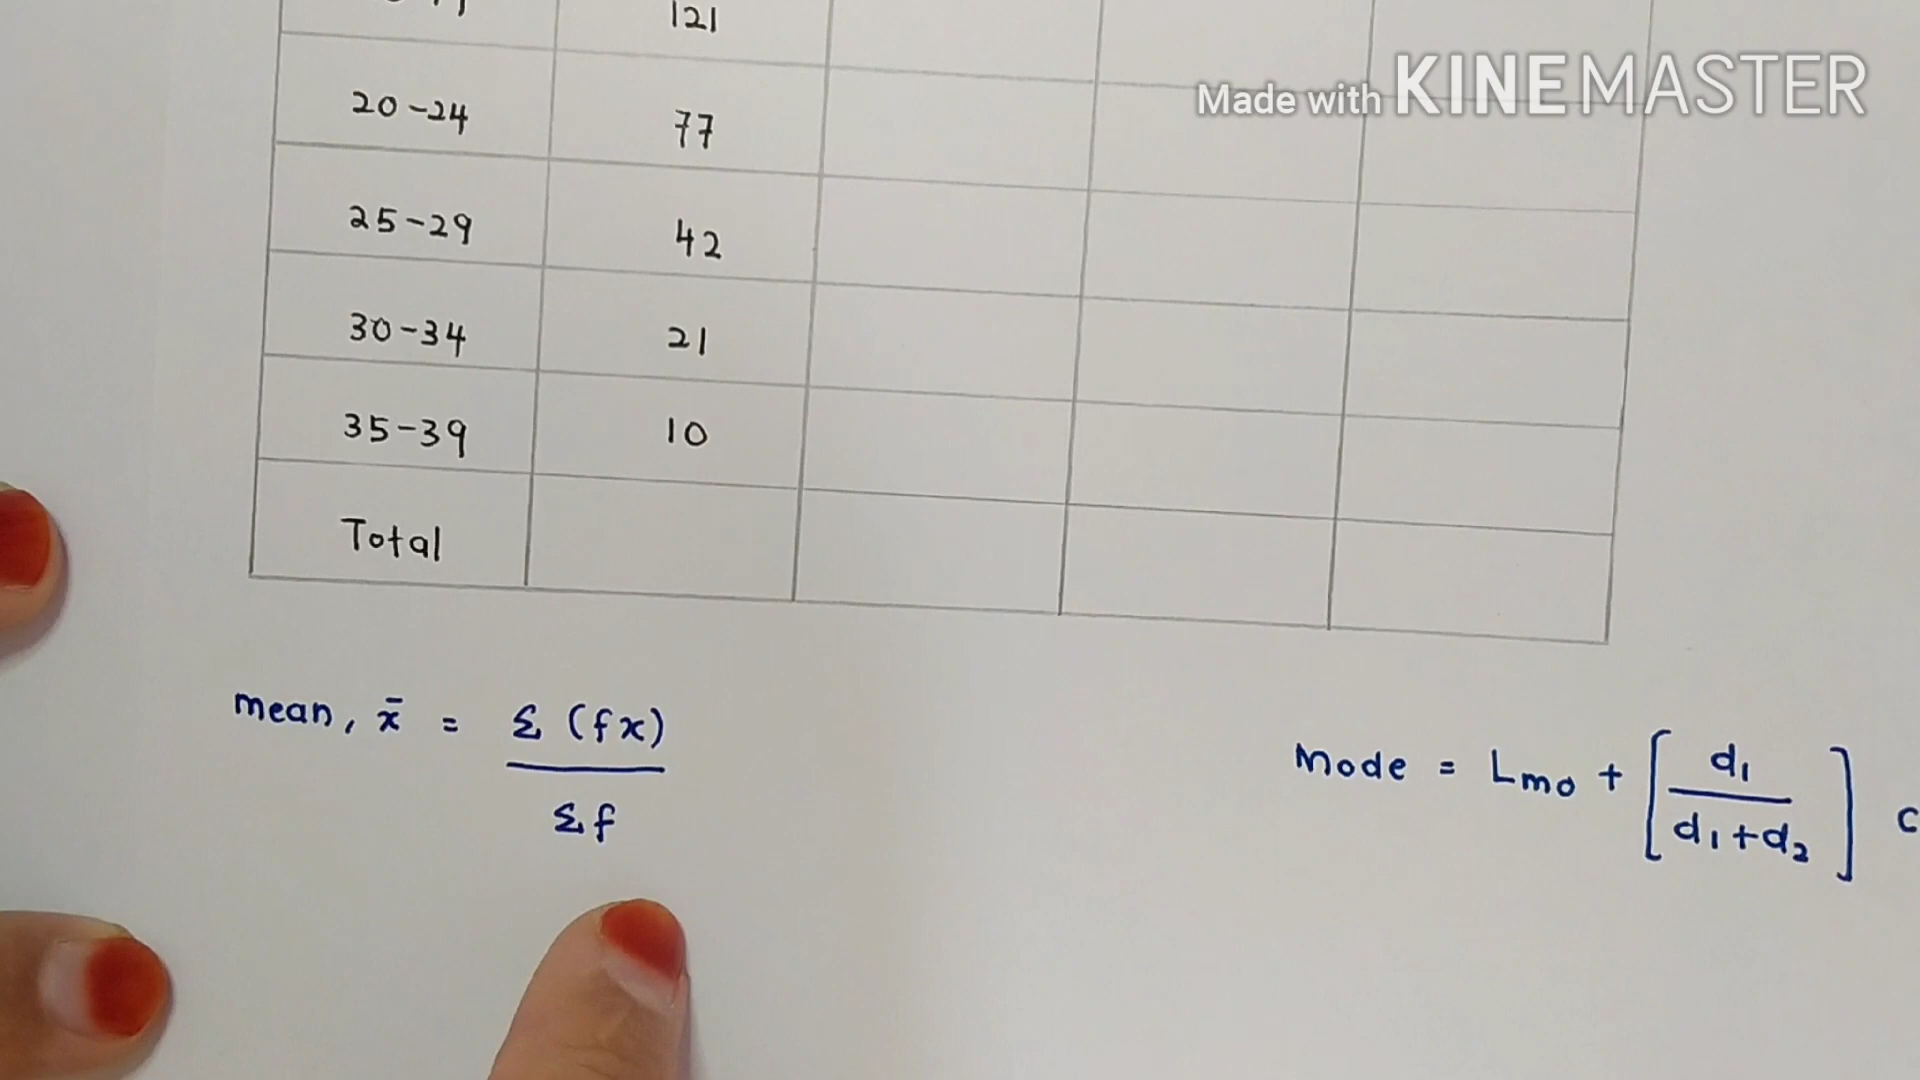 121
Made with KINEMASTER
20-24 77
25-29 42
30-34 21
35-39 10
Total
mean, x̄ = Σ (fx) / Σf
Mode = Lmo + [d₁ / d₁+d₂] c